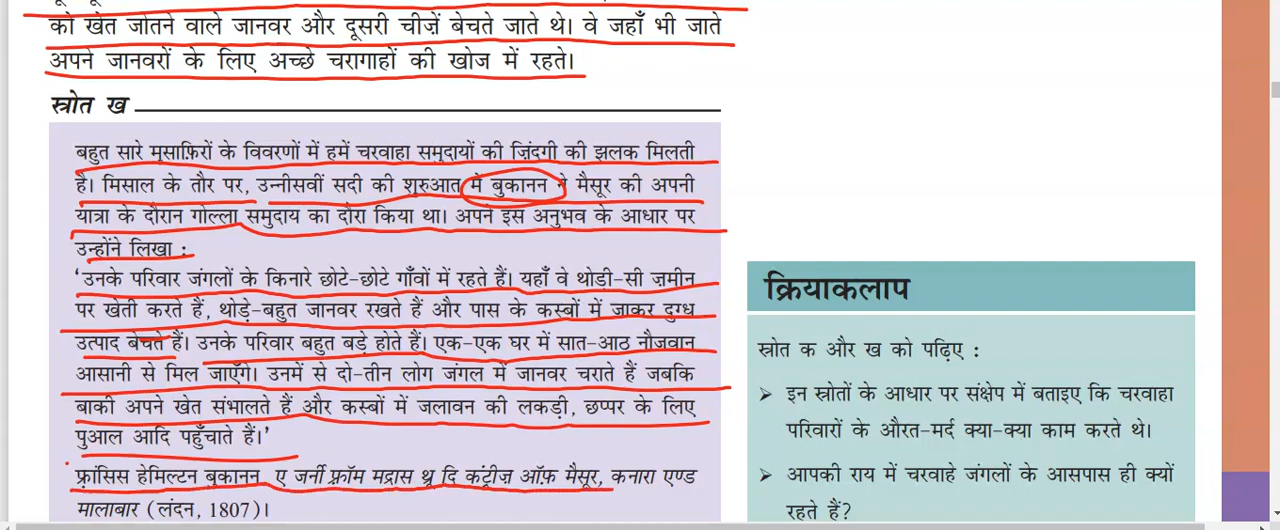 को खेत जोतने वाले जानवर और दूसरी चीज़ें बेचते जाते थे। वे जहाँ भी जाते
अपने जानवरों के लिए अच्छे चरागाहों की खोज में रहते।
स्रोत ख
बहुत सारे मुसाफ़िरों के विवरणों में हमें चरवाहा समुदायों की ज़िंदगी की झलक मिलती
है। मिसाल के तौर पर, उन्नीसवीं सदी की शुरुआत में बुकानन ने मैसूर की अपनी
यात्रा के दौरान गोल्ला समुदाय का दौरा किया था। अपने इस अनुभव के आधार पर
उन्होंने लिखा :
'उनके परिवार जंगलों के किनारे छोटे-छोटे गाँवों में रहते हैं। यहाँ वे थोड़ी-सी ज़मीन
पर खेती करते हैं, थोड़े-बहुत जानवर रखते हैं और पास के कस्बों में जाकर दुग्ध
उत्पाद बेचते हैं। उनके परिवार बहुत बड़े होते हैं। एक-एक घर में सात-आठ नौजवान
आसानी से मिल जाएँगे। उनमें से दो-तीन लोग जंगल में जानवर चराते हैं जबकि
बाकी अपने खेत संभालते हैं और कस्बों में जलावन की लकड़ी, छप्पर के लिए
पुआल आदि पहुँचाते हैं।'
फ़्रांसिस हेमिल्टन बुकानन, ए जर्नी फ़्रॉम मद्रास थ्रू दि कंट्रीज़ ऑफ़ मैसूर, कनारा एण्ड
मालाबार (लंदन, 1807)।
क्रियाकलाप
स्रोत क और ख को पढ़िए :
➤ इन स्रोतों के आधार पर संक्षेप में बताइए कि चरवाहा
परिवारों के औरत-मर्द क्या-क्या काम करते थे।
➤ आपकी राय में चरवाहे जंगलों के आसपास ही क्यों
रहते हैं?